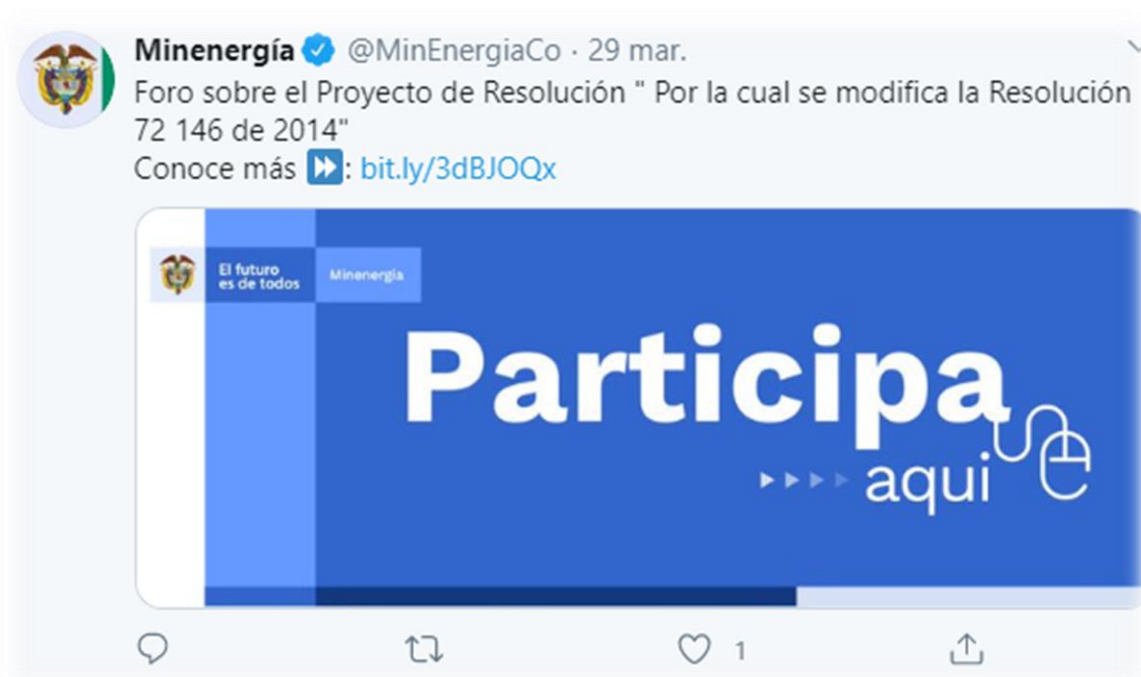 Minenergía @MinEnergiaCo · 29 mar.
Foro sobre el Proyecto de Resolución " Por la cual se modifica la Resolución
72 146 de 2014"
Conoce más ⏩: bit.ly/3dBJOQx
El futuro
es de todos
Minenergía
Participa
aqui
1